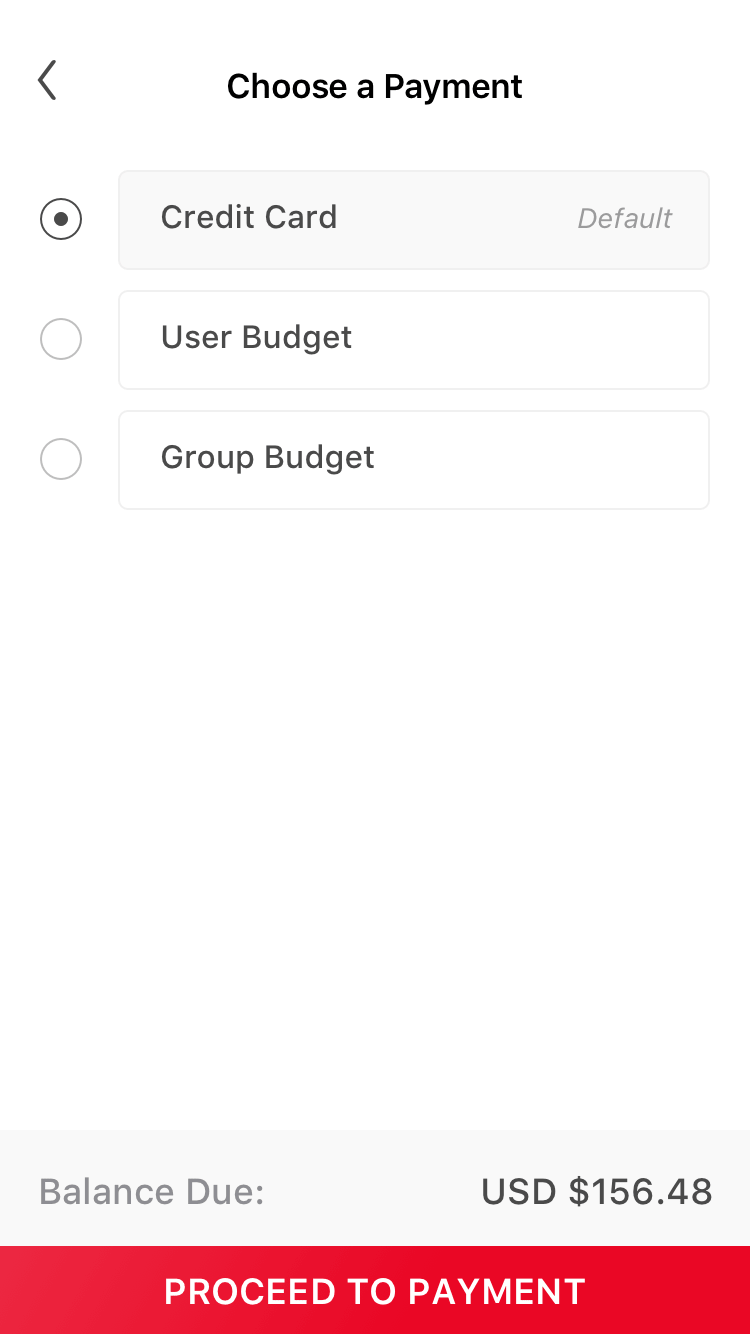 Choose a Payment
Credit Card Default
User Budget
Group Budget
Balance Due: USD $156.48
PROCEED TO PAYMENT